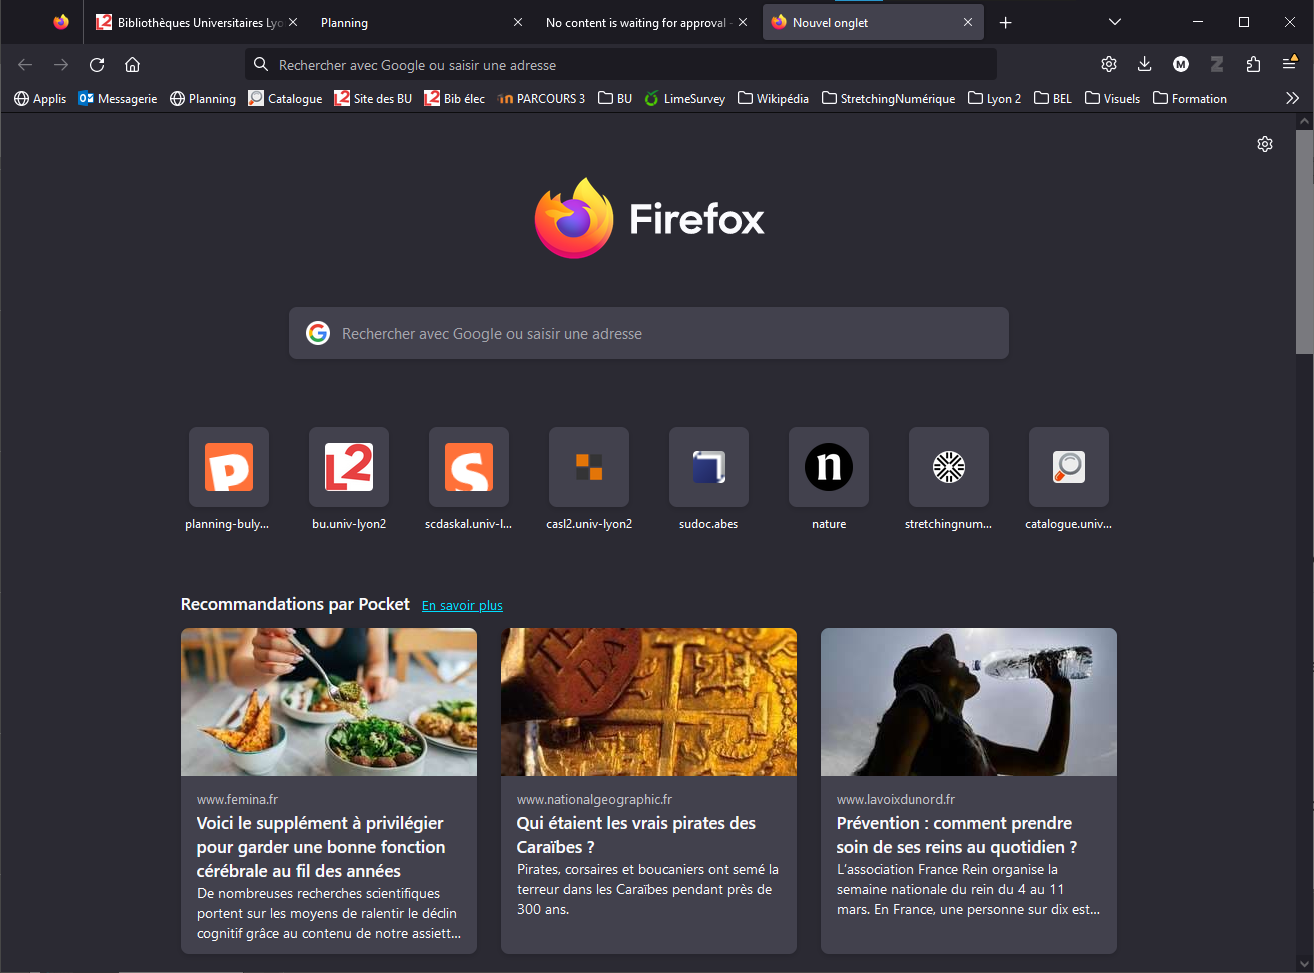 Bibliothèques Universitaires Lyo
Planning
No content is waiting for approval -
Nouvel onglet
Rechercher avec Google ou saisir une adresse
M
Z
Applis
Messagerie
Planning
Catalogue
Site des BU
Bib élec
PARCOURS 3
BU
LimeSurvey
Wikipédia
StretchingNumérique
Lyon 2
BEL
Visuels
Formation
Firefox
Rechercher avec Google ou saisir une adresse
planning-buly...
bu.univ-lyon2
scdaskal.univ-l...
casl2.univ-lyon2
sudoc.abes
nature
stretchingnum...
catalogue.univ...
Recommandations par Pocket
En savoir plus
www.femina.fr
Voici le supplément à privilégier
pour garder une bonne fonction
cérébrale au fil des années
De nombreuses recherches scientifiques
portent sur les moyens de ralentir le déclin
cognitif grâce au contenu de notre assiett...
www.nationalgeographic.fr
Qui étaient les vrais pirates des
Caraïbes ?
Pirates, corsaires et boucaniers ont semé la
terreur dans les Caraïbes pendant près de
300 ans.
www.lavoixdunord.fr
Prévention : comment prendre
soin de ses reins au quotidien ?
L'association France Rein organise la
semaine nationale du rein du 4 au 11
mars. En France, une personne sur dix est...